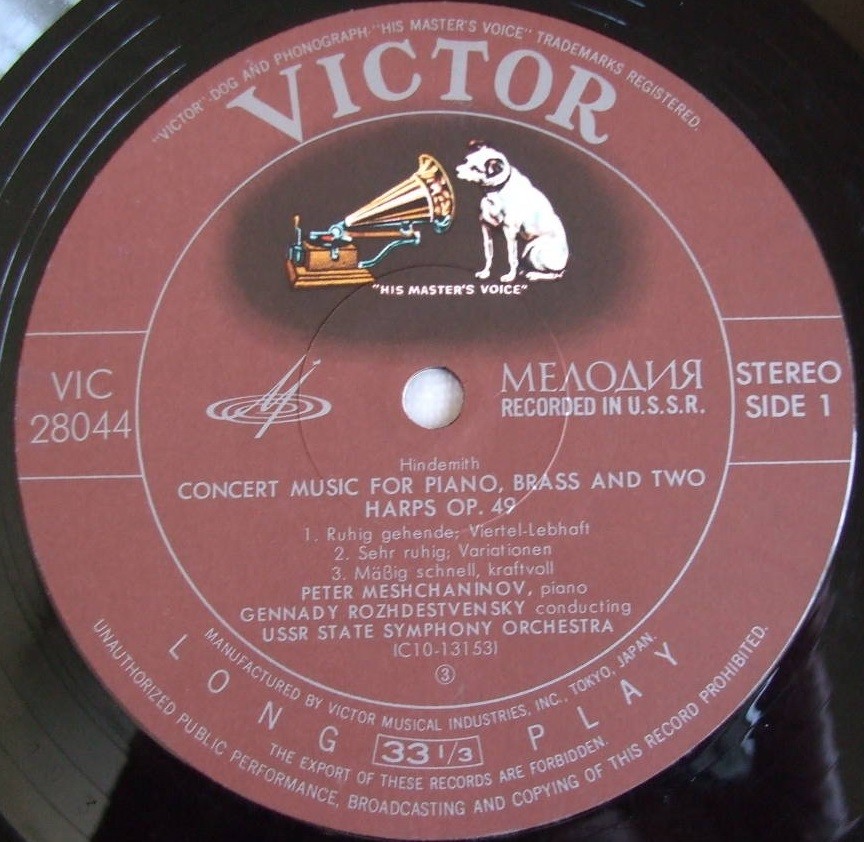 "VICTOR"-DOG AND PHONOGRAPH-"HIS MASTER'S VOICE" TRADEMARKS REGISTERED.
VICTOR
"HIS MASTER'S VOICE"
VIC
28044
МЕЛОДИЯ
RECORDED IN U.S.S.R.
STEREO
SIDE 1
Hindemith
CONCERT MUSIC FOR PIANO, BRASS AND TWO
HARPS OP. 49
1. Ruhig gehende; Viertel-Lebhaft
2. Sehr ruhig; Variationen
3. Mäßig schnell, kraftvoll
PETER MESHCHANINOV, piano
GENNADY ROZHDESTVENSKY conducting
USSR STATE SYMPHONY ORCHESTRA
(C10-13153)
③
MANUFACTURED BY VICTOR MUSICAL INDUSTRIES, INC., TOKYO, JAPAN.
LONG 33 1/3 PLAY
THE EXPORT OF THESE RECORDS ARE FORBIDDEN.
UNAUTHORIZED PUBLIC PERFORMANCE, BROADCASTING AND COPYING OF THIS RECORD PROHIBITED.